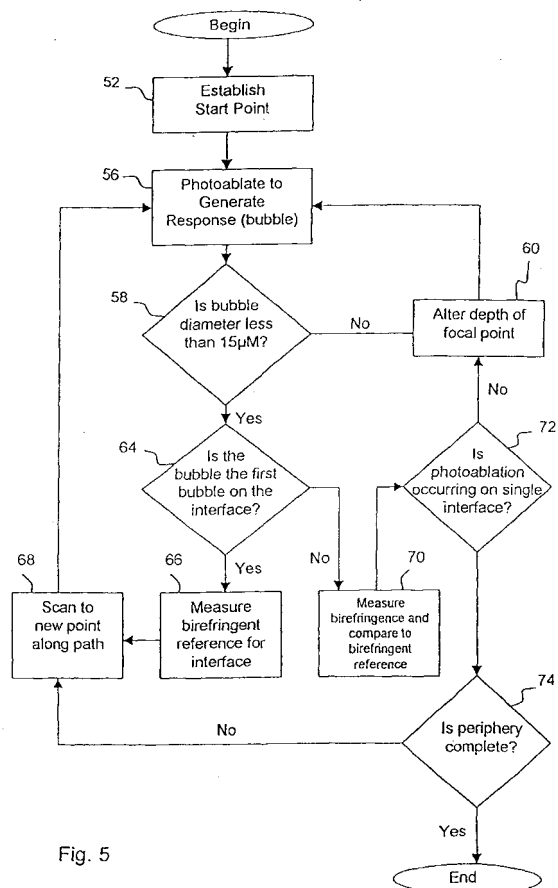 Begin
52
Establish
Start Point
56
Photoablate to
Generate
Response (bubble)
58
Is bubble
diameter less
than 15µM?
No
60
Alter depth of
focal point
No
Yes
64
Is the
bubble the first
bubble on the
interface?
72
Is
photoablation
occurring on single
interface?
No
Yes
68
Scan to
new point
along path
66
Measure
birefringent
reference for
interface
70
Measure
birefringence and
compare to
birefringent
reference
74
Is periphery
complete?
No
Yes
Fig. 5
End